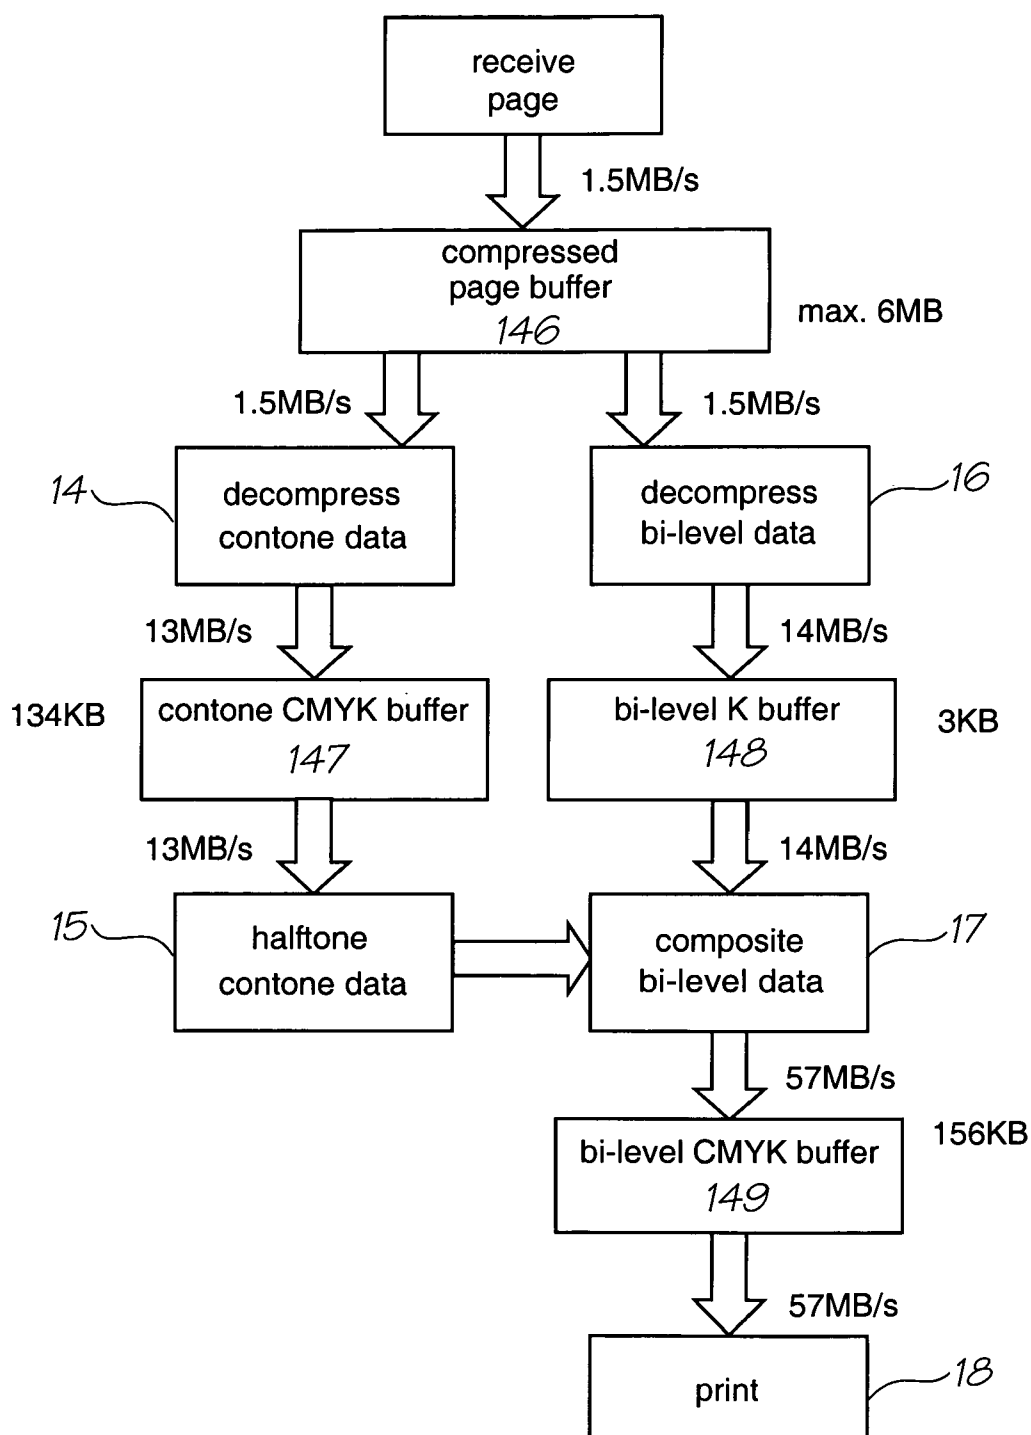 receive
page
1.5MB/s
compressed
page buffer
146
max. 6MB
1.5MB/s
1.5MB/s
14
decompress
contone data
decompress
bi-level data
16
13MB/s
14MB/s
134KB
contone CMYK buffer
147
bi-level K buffer
148
3KB
13MB/s
14MB/s
15
halftone
contone data
composite
bi-level data
17
57MB/s
bi-level CMYK buffer
149
156KB
57MB/s
print
18